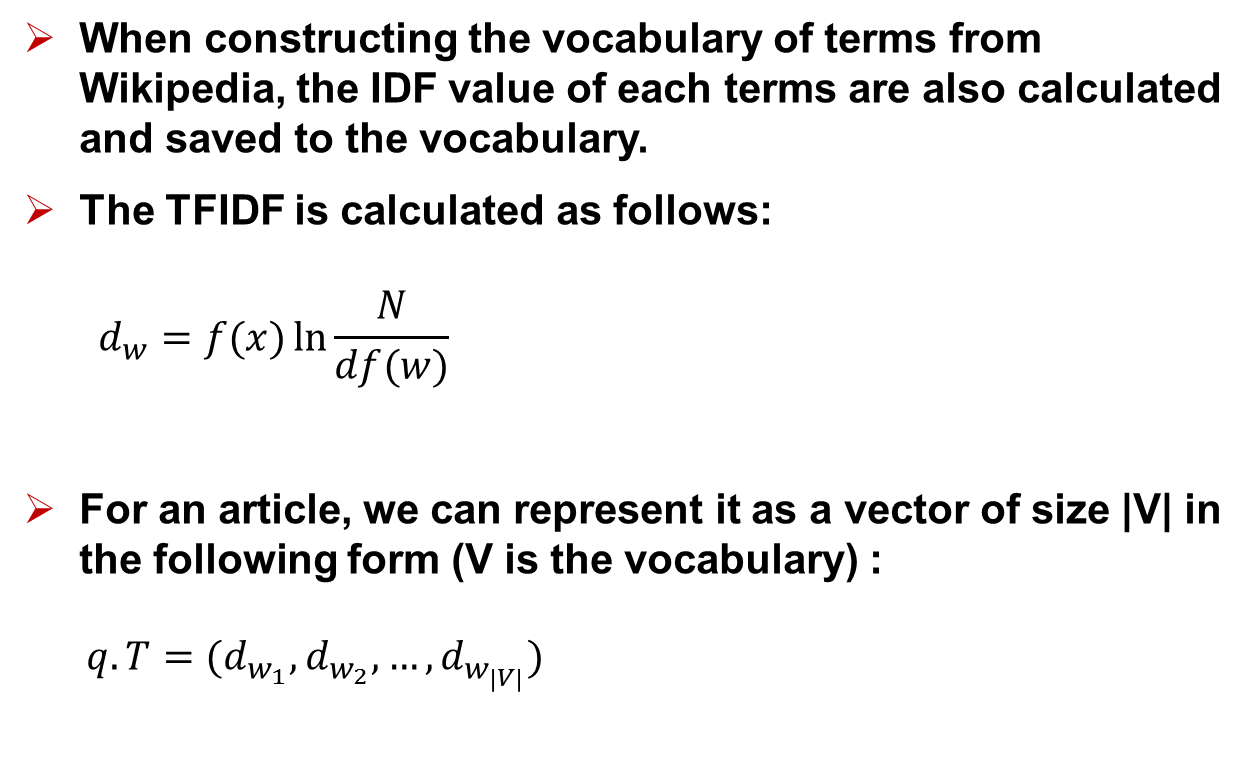 ➢ When constructing the vocabulary of terms from
Wikipedia, the IDF value of each terms are also calculated
and saved to the vocabulary.
➢ The TFIDF is calculated as follows:
$d_w = f(x) \ln \frac{N}{df(w)}$
➢ For an article, we can represent it as a vector of size |V| in
the following form (V is the vocabulary) :
$q.T = (d_{w_1}, d_{w_2}, \ldots, d_{w_{|V|}})$